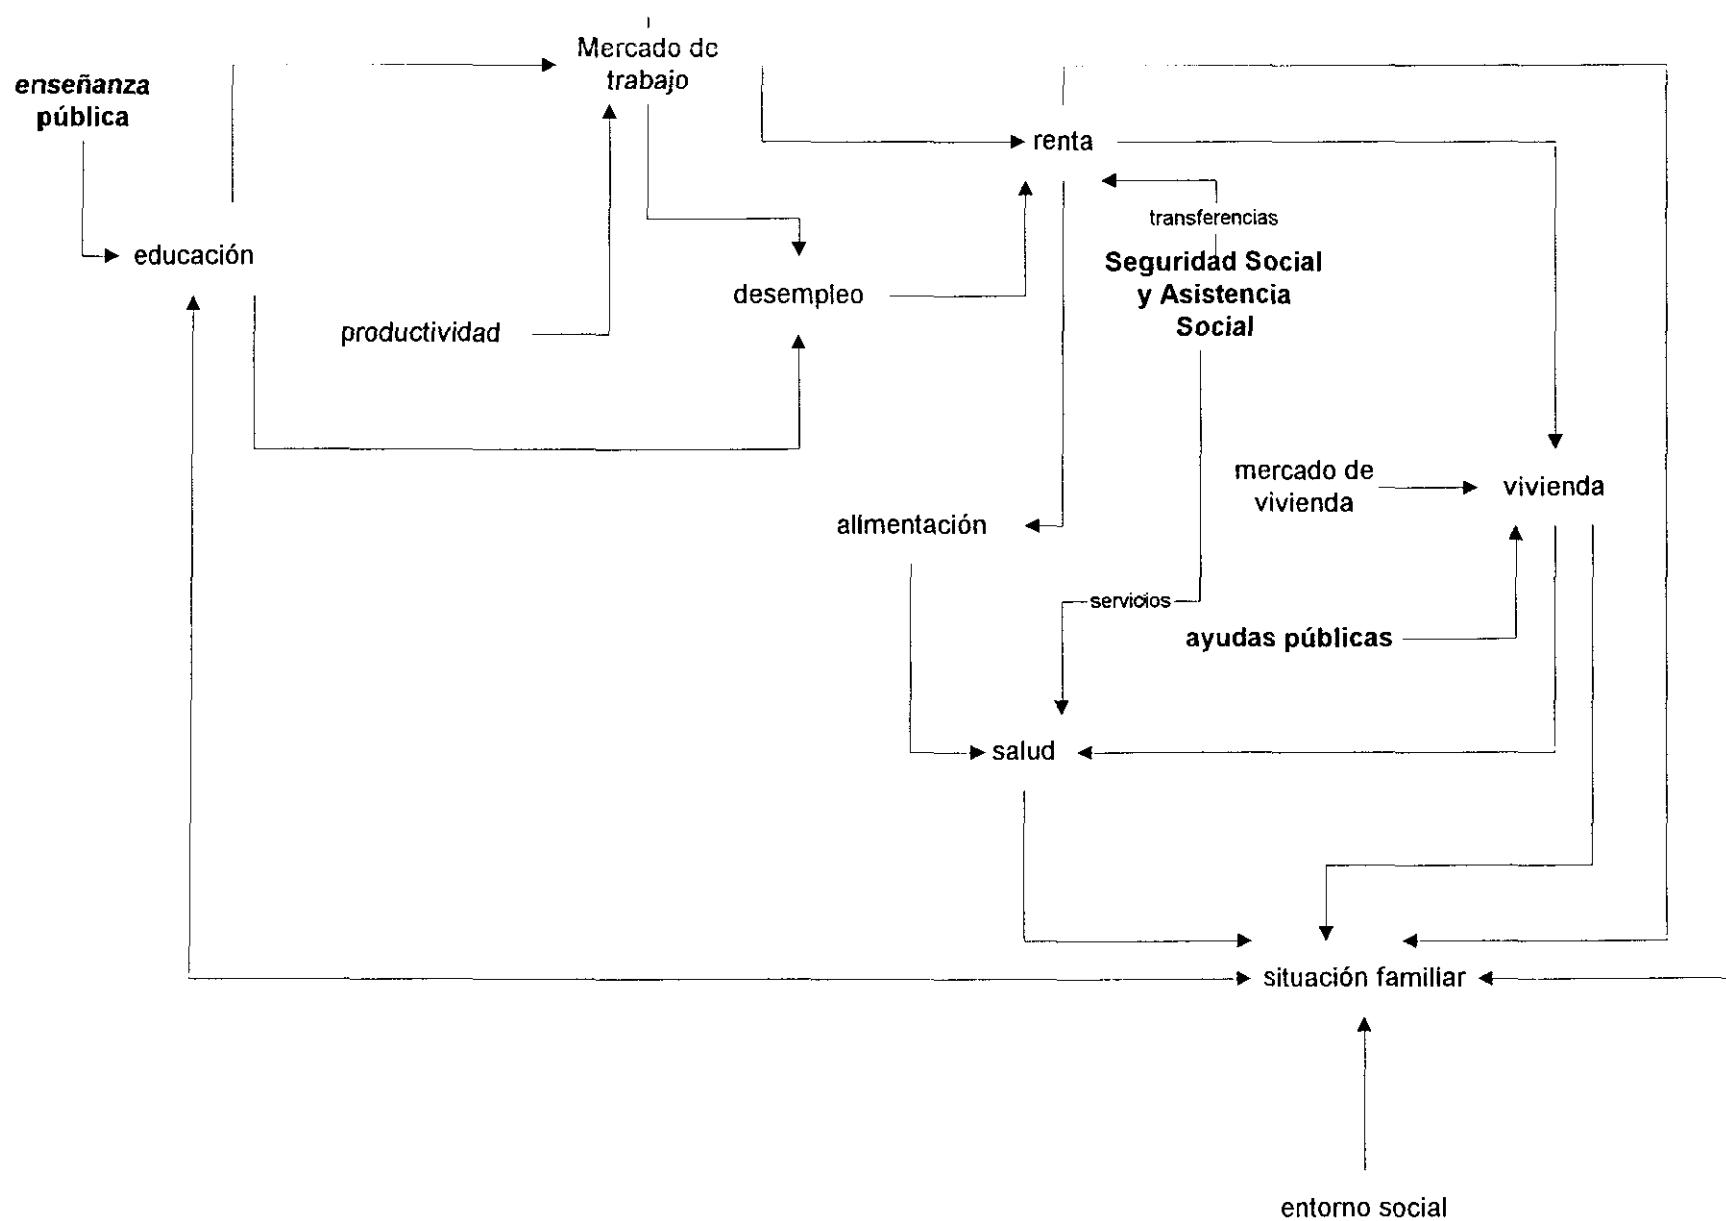 Mercado de
trabajo
enseñanza
pública
renta
transferencias
educación
Seguridad Social
y Asistencia
Social
desempleo
productividad
mercado de
vivienda
vivienda
alimentación
servicios
ayudas públicas
salud
situación familiar
entorno social